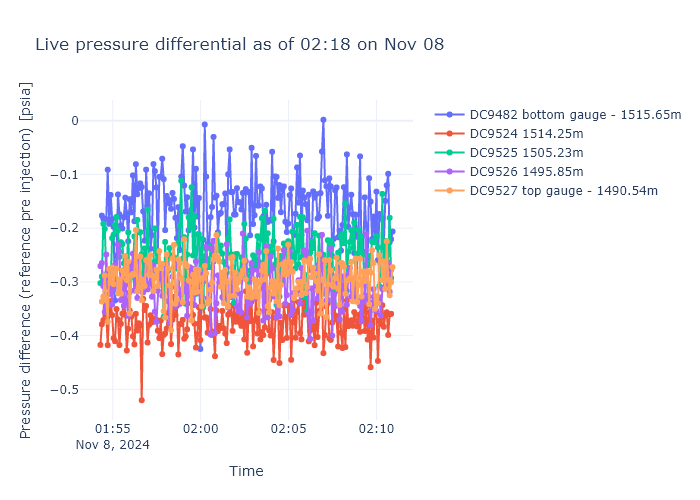 Live pressure differential as of 02:18 on Nov 08
Pressure difference (reference pre injection) [psia]
0
−0.1
−0.2
−0.3
−0.4
−0.5
01:55
Nov 8, 2024
02:00
02:05
02:10
Time
DC9482 bottom gauge - 1515.65m
DC9524 1514.25m
DC9525 1505.23m
DC9526 1495.85m
DC9527 top gauge - 1490.54m